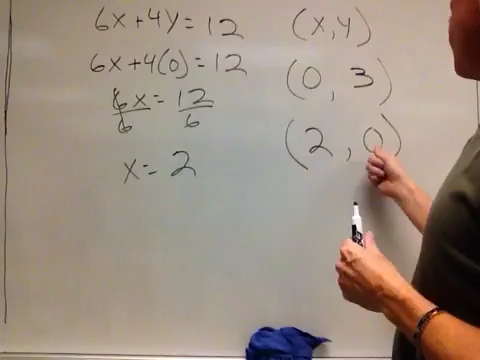 6x+4y=12
(x,y)
6x+4(0)=12
(0,3)
6x=12
6 6
(2,0)
x=2